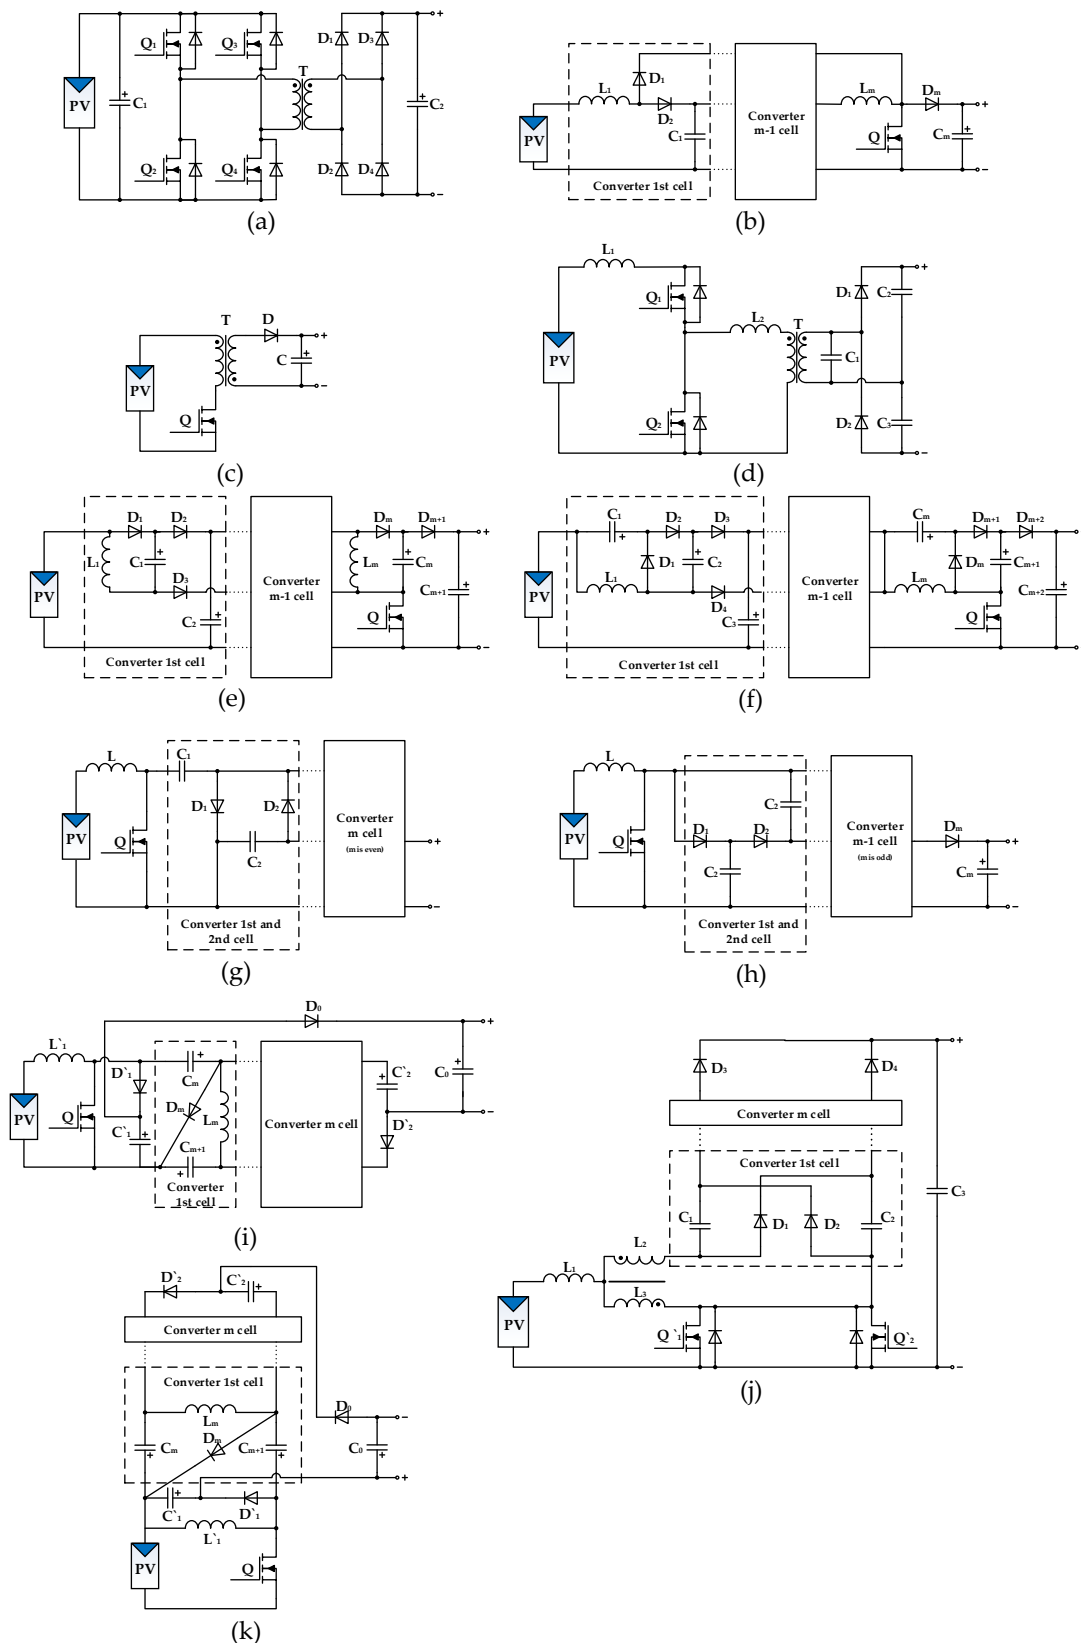 Q₁
Q₃
D₁
D₃
+
T
PV
C₁
C₂
Q₂
Q₄
D₂
D₄
−
(a)
D₁
L₁
D₂
C₁
PV
Converter 1st cell
Converter
m-1 cell
Lₘ
Dₘ
Q
Cₘ
+
−
(b)
T
D
+
C
PV
−
Q
(c)
L₁
Q₁
L₂
T
D₁
C₂
+
C₁
PV
Q₂
D₂
C₃
−
(d)
D₁
D₂
L₁
C₁
D₃
PV
C₂
Converter 1st cell
Converter
m-1 cell
Dₘ
Dₘ₊₁
+
Lₘ
Cₘ
Cₘ₊₁
Q
−
(e)
C₁
D₂
D₃
D₁
C₂
L₁
D₄
PV
C₃
Converter 1st cell
Converter
m-1 cell
Cₘ
Dₘ₊₁
Dₘ₊₂
+
Dₘ
Cₘ₊₁
Lₘ
Cₘ₊₂
Q
−
(f)
L
C₁
D₁
D₂
PV
Q
C₂
Converter 1st and
2nd cell
Converter
m cell
(m is even)
+
−
(g)
L
C₂
D₁
D₂
PV
Q
C₂
Converter 1st and
2nd cell
Converter
m-1 cell
(m is odd)
Dₘ
+
Cₘ
−
(h)
D₀
+
L`₁
D`₁
Cₘ
C`₂
C₀
PV
Q
Dₘ
Lₘ
−
C`₁
Cₘ₊₁
D`₂
Converter
1st cell
Converter m cell
(i)
D₃
D₄
+
Converter m cell
Converter 1st cell
C₁
D₁
D₂
C₂
C₃
L₂
L₁
L₃
PV
Q`₁
Q`₂
−
(j)
D`₂
C`₂
Converter m cell
Converter 1st cell
Lₘ
Dₘ
Cₘ
Cₘ₊₁
D₀
−
C₀
+
C`₁
D`₁
L`₁
PV
Q
(k)